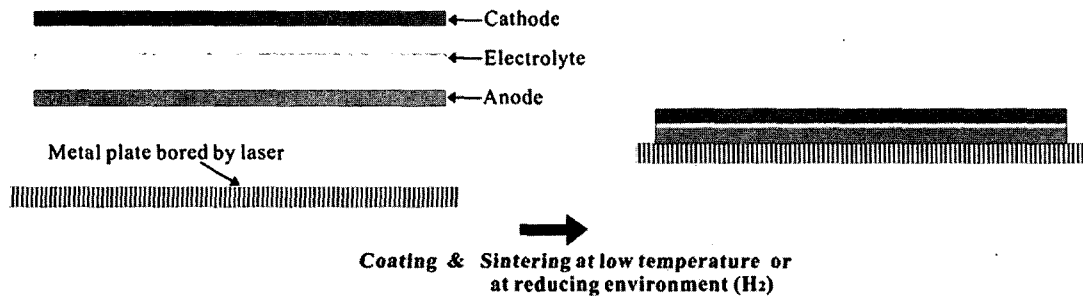 Cathode
Electrolyte
Anode
Metal plate bored by laser
Coating & Sintering at low temperature or
at reducing environment (H₂)